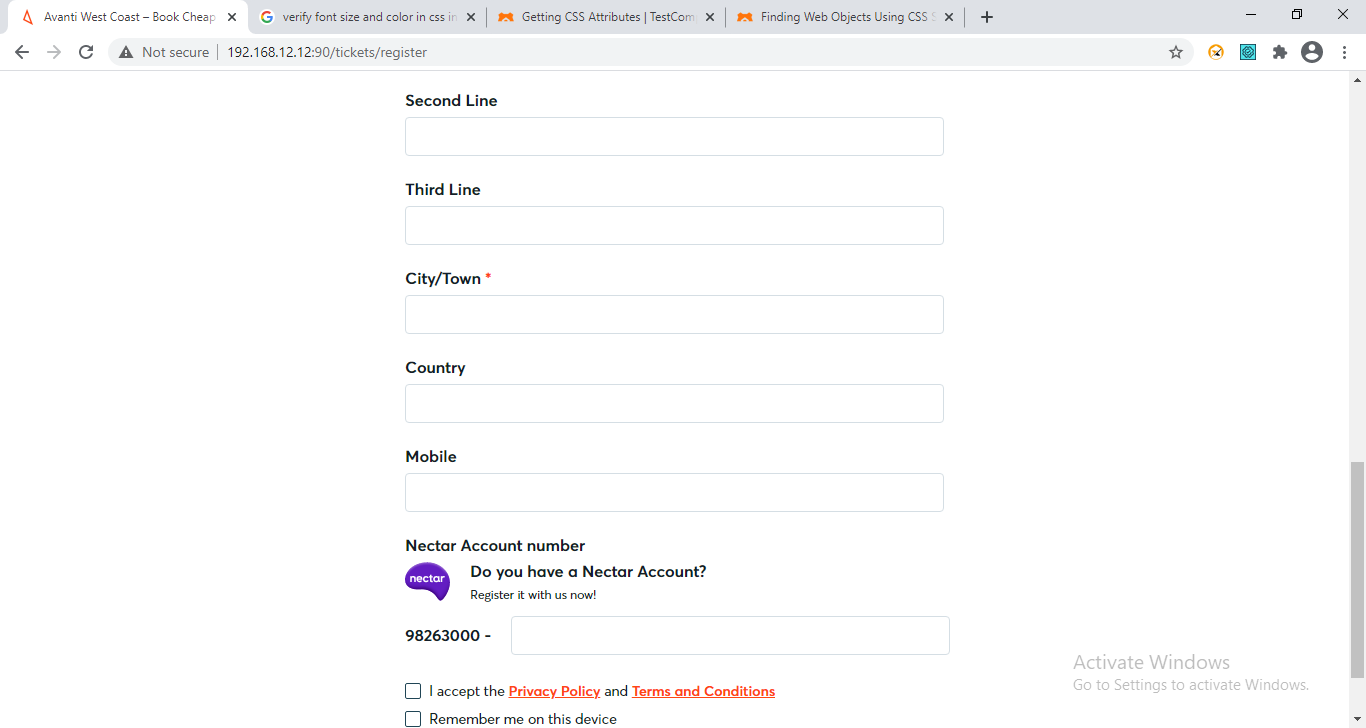 Avanti West Coast – Book Cheap
verify font size and color in css in
Getting CSS Attributes | TestCom
Finding Web Objects Using CSS S
Not secure
192.168.12.12:90/tickets/register
Second Line
Third Line
City/Town *
Country
Mobile
Nectar Account number
nectar
Do you have a Nectar Account?
Register it with us now!
98263000 -
I accept the Privacy Policy and Terms and Conditions
Remember me on this device
Activate Windows
Go to Settings to activate Windows.